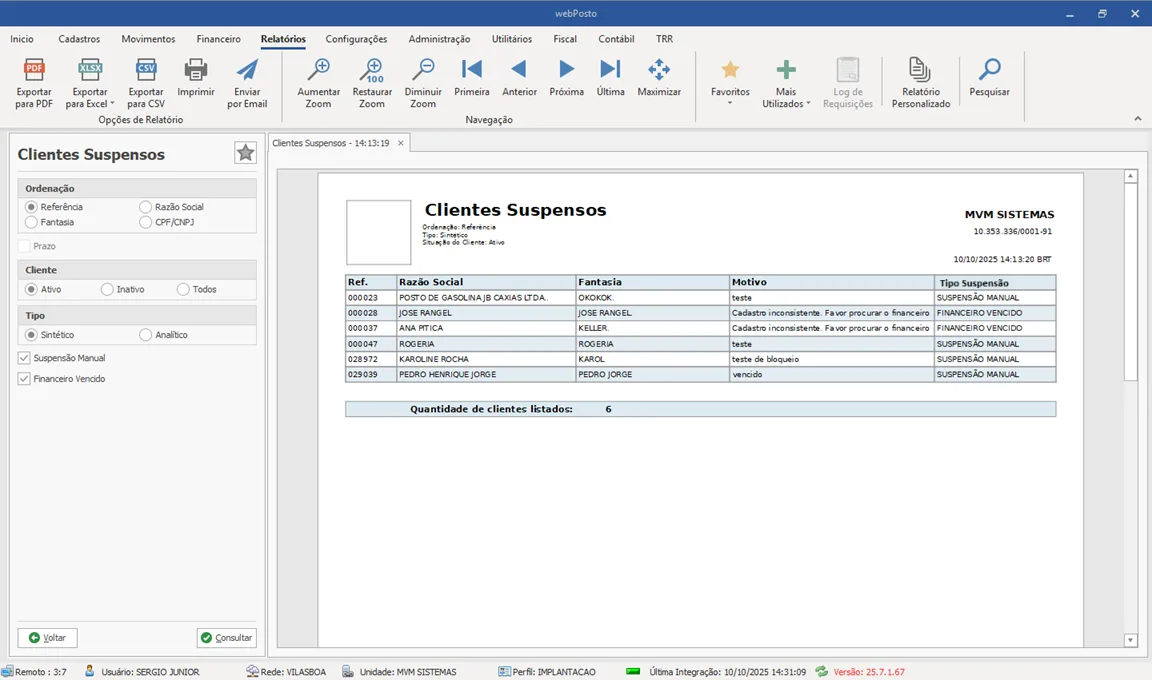 webPosto
Inicio Cadastros Movimentos Financeiro Relatórios Configurações Administração Utilitários Fiscal Contábil TRR
PDF XLSX CSV 100
Exportar para PDF
Exportar para Excel
Exportar para CSV
Imprimir
Enviar por Email
Aumentar Zoom
Restaurar Zoom
Diminuir Zoom
Primeira
Anterior
Próxima
Última
Maximizar
Favoritos
Mais Utilizados
Log de Requisições
Relatório Personalizado
Pesquisar
Opções de Relatório
Navegação
Clientes Suspensos
Ordenação
Referência Razão Social
Fantasia CPF/CNPJ
Prazo
Cliente
Ativo Inativo Todos
Tipo
Sintético Analítico
Suspensão Manual
Financeiro Vencido
Voltar Consultar
Clientes Suspensos - 14:13:19
Clientes Suspensos
Ordenação: Referência
Tipo: Sintetico
Situação do Cliente: Ativo
MVM SISTEMAS
10.353.336/0001-91
10/10/2025 14:13:20 BRT
Ref. Razão Social Fantasia Motivo Tipo Suspensão
000023 POSTO DE GASOLINA JB CAXIAS LTDA.. OKOKOK. teste SUSPENSÃO MANUAL
000028 JOSE RANGEL JOSE RANGEL Cadastro inconsistente. Favor procurar o financeiro FINANCEIRO VENCIDO
000037 ANA PITICA KELLER. Cadastro inconsistente. Favor procurar o financeiro FINANCEIRO VENCIDO
000047 ROGERIA ROGERIA teste SUSPENSÃO MANUAL
028972 KAROLINE ROCHA KAROL teste de bloqueio SUSPENSÃO MANUAL
029039 PEDRO HENRIQUE JORGE PEDRO JORGE vencido SUSPENSÃO MANUAL
Quantidade de clientes listados: 6
Remoto : 3:7 Usuário: SERGIO JUNIOR Rede: VILASBOA Unidade: MVM SISTEMAS Perfil: IMPLANTACAO Última Integração: 10/10/2025 14:31:09 Versão: 25.7.1.67